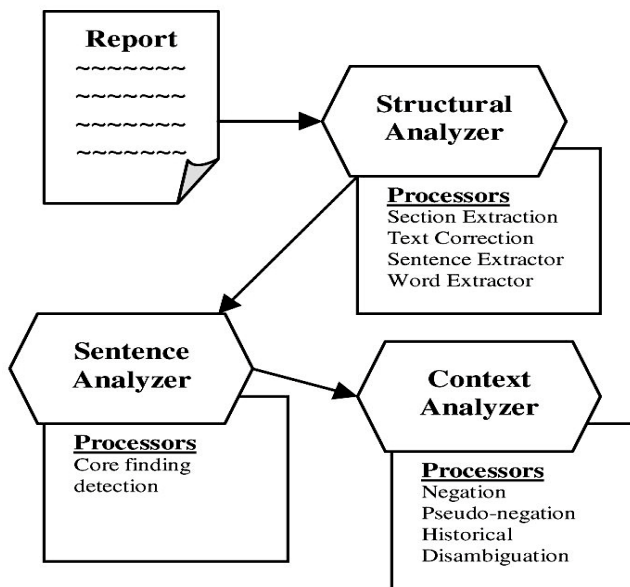 Report
~~~~~~~
~~~~~~~
~~~~~~~
~~~~~~~
Structural
Analyzer
Processors
Section Extraction
Text Correction
Sentence Extractor
Word Extractor
Sentence
Analyzer
Processors
Core finding
detection
Context
Analyzer
Processors
Negation
Pseudo-negation
Historical
Disambiguation